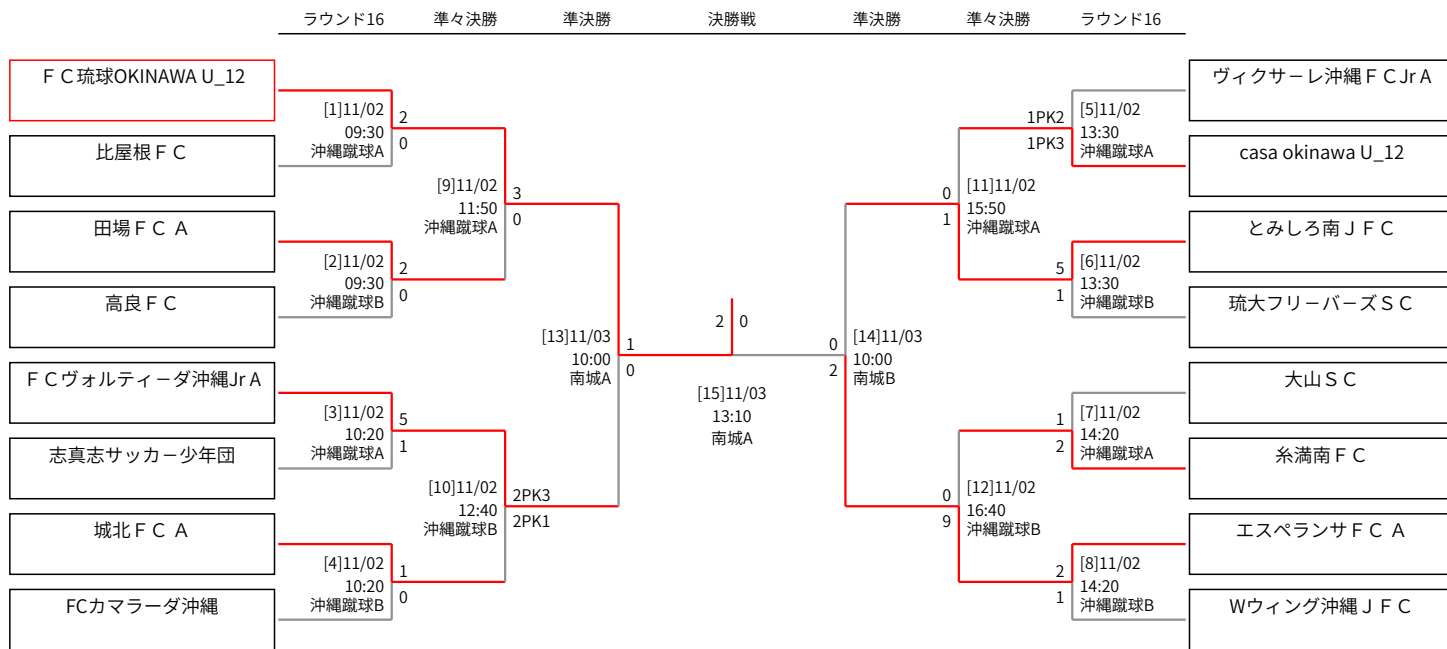 ラウンド16
準々決勝
準決勝
決勝戦
準決勝
準々決勝
ラウンド16
ＦＣ琉球OKINAWA U_12
比屋根ＦＣ
田場ＦＣ A
高良ＦＣ
ＦＣヴォルティーダ沖縄Jr A
志真志サッカー少年団
城北ＦＣ A
FCカマラーダ沖縄
[1]11/02
09:30
沖縄蹴球A
2
0
[2]11/02
09:30
沖縄蹴球B
2
0
[3]11/02
10:20
沖縄蹴球A
5
1
[4]11/02
10:20
沖縄蹴球B
1
0
[9]11/02
11:50
沖縄蹴球A
3
0
[10]11/02
12:40
沖縄蹴球B
2PK3
2PK1
[13]11/03
10:00
南城A
1
0
2
0
[15]11/03
13:10
南城A
0
2
[14]11/03
10:00
南城B
0
1
[11]11/02
15:50
沖縄蹴球A
0
9
[12]11/02
16:40
沖縄蹴球B
1PK2
1PK3
[5]11/02
13:30
沖縄蹴球A
5
1
[6]11/02
13:30
沖縄蹴球B
1
2
[7]11/02
14:20
沖縄蹴球A
2
1
[8]11/02
14:20
沖縄蹴球B
ヴィクサーレ沖縄ＦＣJr A
casa okinawa U_12
とみしろ南ＪＦＣ
琉大フリーバーズＳＣ
大山ＳＣ
糸満南ＦＣ
エスペランサＦＣ A
Wウィング沖縄ＪＦＣ